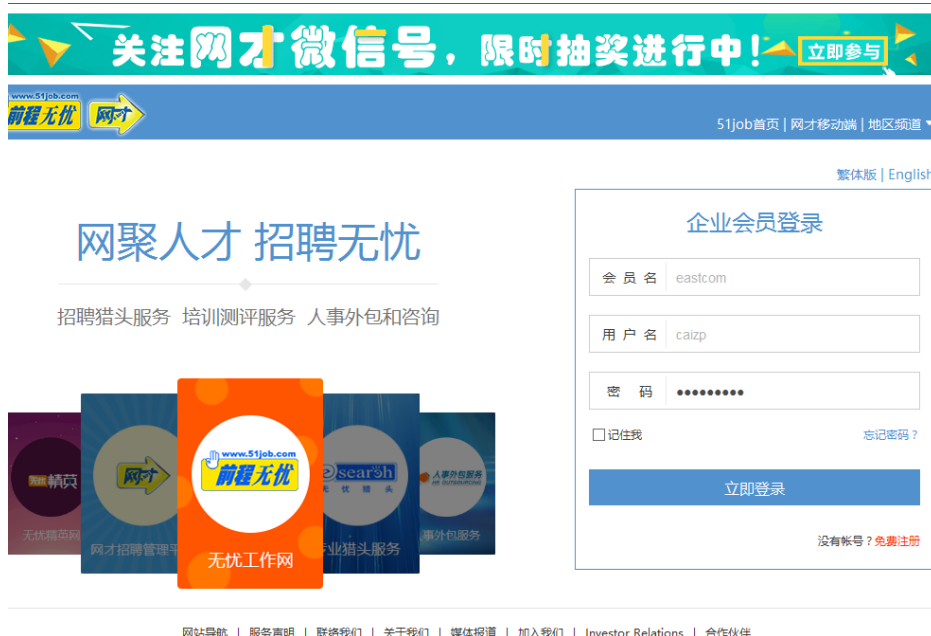 关注网才微信号，限时抽奖进行中！立即参与
www.51job.com
前程无忧 网才
51job首页 | 网才移动端 | 地区频道
繁体版 | English
企业会员登录
网聚人才 招聘无忧
会员名 eastcom
招聘猎头服务 培训测评服务 人事外包和咨询
用户名 caizp
密码 •••••••••
记住我 忘记密码？
立即登录
没有帐号？免费注册
无忧精英
无忧精英网
网才
网才招聘管理平
www.51job.com
前程无忧
无忧工作网
search
无忧猎头
专业猎头服务
人事外包服务
HR OUTSOURCING
人事外包服务
网站导航 | 服务声明 | 联络我们 | 关于我们 | 媒体报道 | 加入我们 | Investor Relations | 合作伙伴